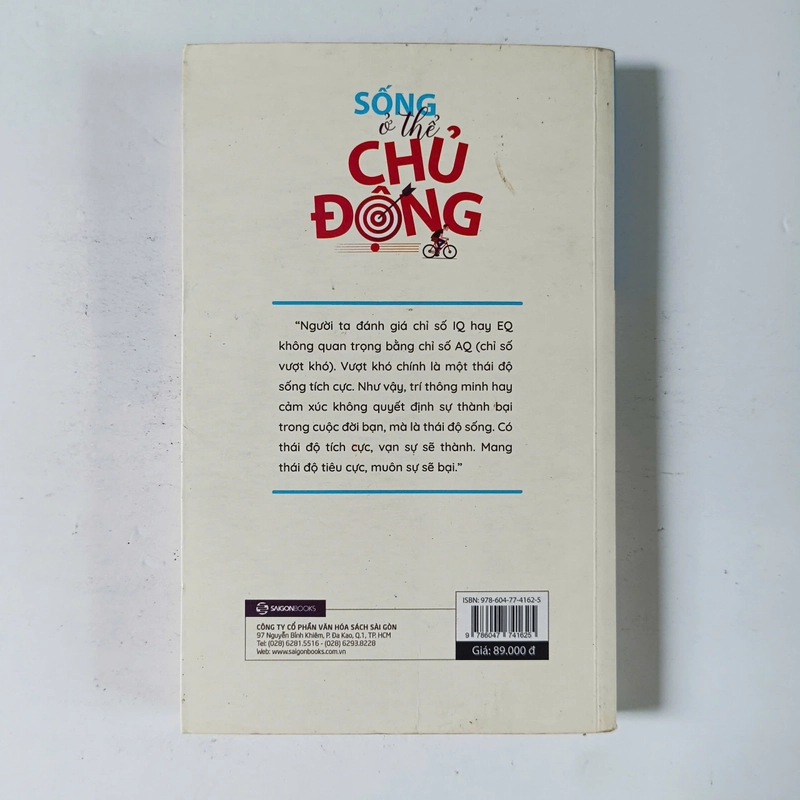 SỐNG
ở thể
CHỦ
ĐỘNG
“Người ta đánh giá chỉ số IQ hay EQ
không quan trọng bằng chỉ số AQ (chỉ số
vượt khó). Vượt khó chính là một thái độ
sống tích cực. Như vậy, trí thông minh hay
cảm xúc không quyết định sự thành bại
trong cuộc đời bạn, mà là thái độ sống. Có
thái độ tích cực, vạn sự sẽ thành. Mang
thái độ tiêu cực, muôn sự sẽ bại.”
SAIGONBOOKS
CÔNG TY CỔ PHẦN VĂN HÓA SÁCH SÀI GÒN
97 Nguyễn Bỉnh Khiêm, P. Đa Kao, Q.1, TP. HCM
Tel: (028) 6281.5516 - (028) 6293.8228
Web: www.saigonbooks.com.vn
ISBN: 978-604-77-4162-5
9 786047 741625
Giá: 89.000 đ